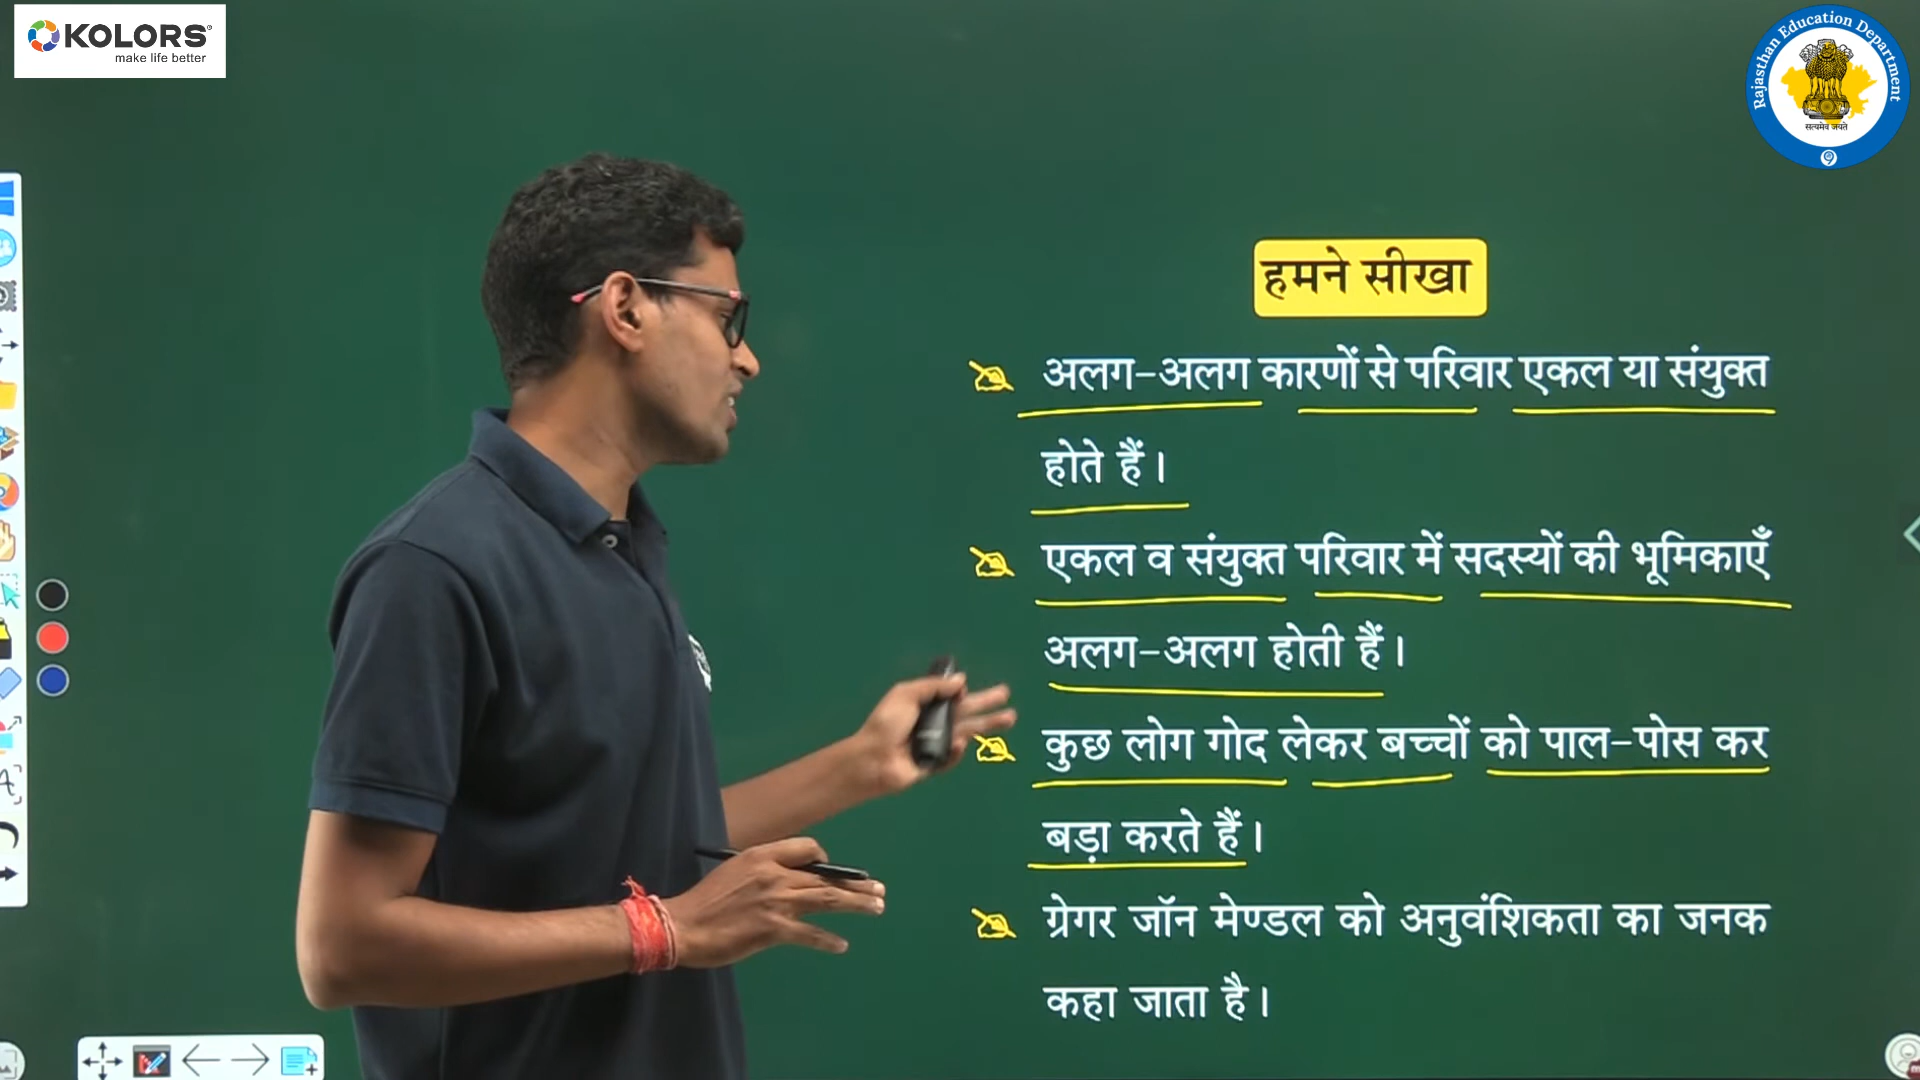 KOLORS
make life better
Rajasthan Education Department
सत्यमेव जयते
हमने सीखा
अलग-अलग कारणों से परिवार एकल या संयुक्त
होते हैं।
एकल व संयुक्त परिवार में सदस्यों की भूमिकाएँ
अलग-अलग होती हैं।
कुछ लोग गोद लेकर बच्चों को पाल-पोस कर
बड़ा करते हैं।
ग्रेगर जॉन मेण्डल को अनुवंशिकता का जनक
कहा जाता है।